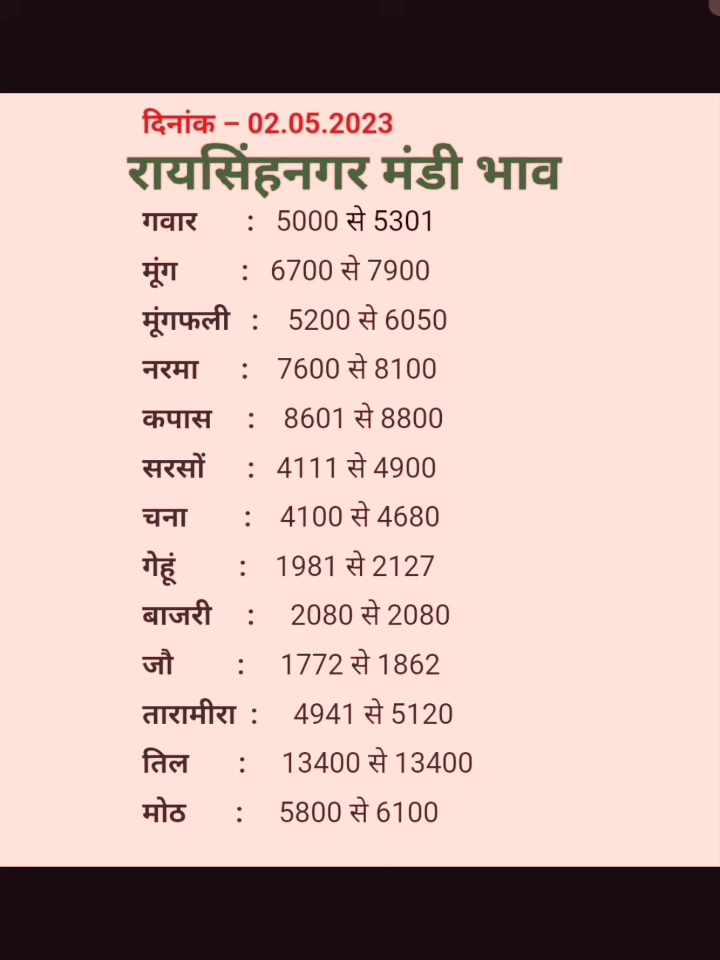 दिनांक – 02.05.2023
रायसिंहनगर मंडी भाव
गवार : 5000 से 5301
मूंग : 6700 से 7900
मूंगफली : 5200 से 6050
नरमा : 7600 से 8100
कपास : 8601 से 8800
सरसों : 4111 से 4900
चना : 4100 से 4680
गेहूं : 1981 से 2127
बाजरी : 2080 से 2080
जौ : 1772 से 1862
तारामीरा : 4941 से 5120
तिल : 13400 से 13400
मोठ : 5800 से 6100